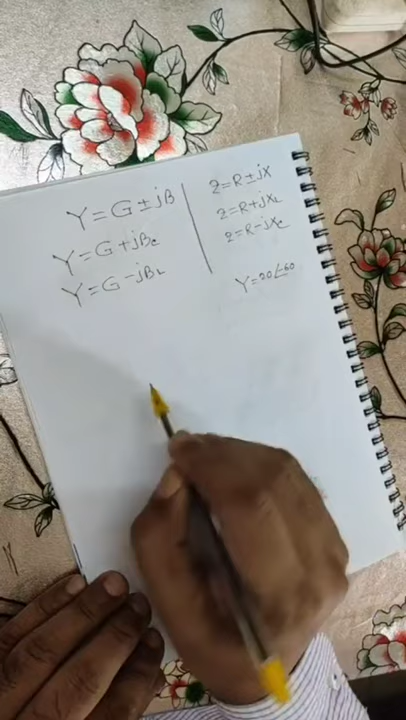 Y = G ± jB
Y = G + jBc
Y = G - jBL
Z = R ± jX
Z = R + jXL
Z = R - jXc
Y = 20∠-60